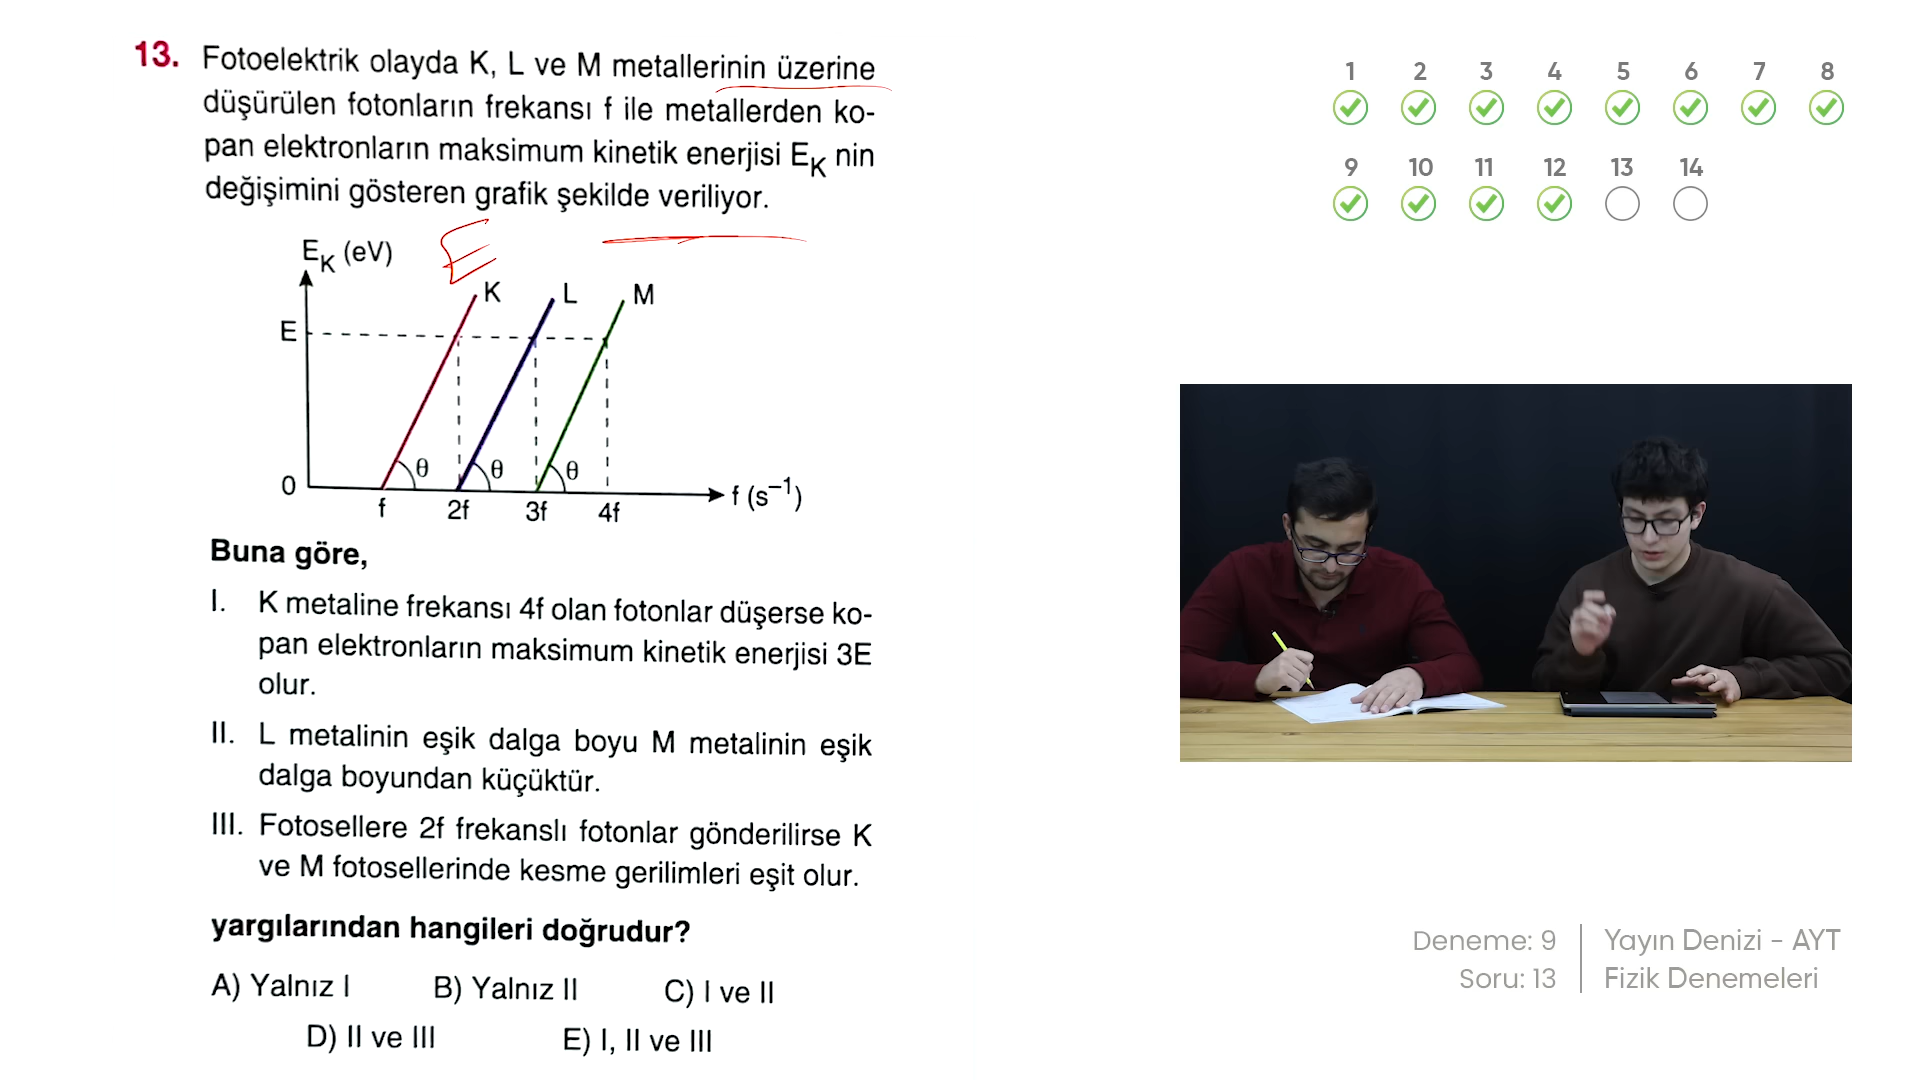 13. Fotoelektrik olayda K, L ve M metallerinin üzerine
düşürülen fotonların frekansı f ile metallerden ko-
pan elektronların maksimum kinetik enerjisi EK nin
değişimini gösteren grafik şekilde veriliyor.
E
EK (eV)
K L M
E
θ θ θ
0
f 2f 3f 4f
f (s⁻¹)
Buna göre,
I. K metaline frekansı 4f olan fotonlar düşerse ko-
pan elektronların maksimum kinetik enerjisi 3E
olur.
II. L metalinin eşik dalga boyu M metalinin eşik
dalga boyundan küçüktür.
III. Fotosellere 2f frekanslı fotonlar gönderilirse K
ve M fotosellerinde kesme gerilimleri eşit olur.
yargılarından hangileri doğrudur?
A) Yalnız I B) Yalnız II C) I ve II
D) II ve III E) I, II ve III
1 2 3 4 5 6 7 8
9 10 11 12 13 14
Deneme: 9
Soru: 13
Yayın Denizi - AYT
Fizik Denemeleri